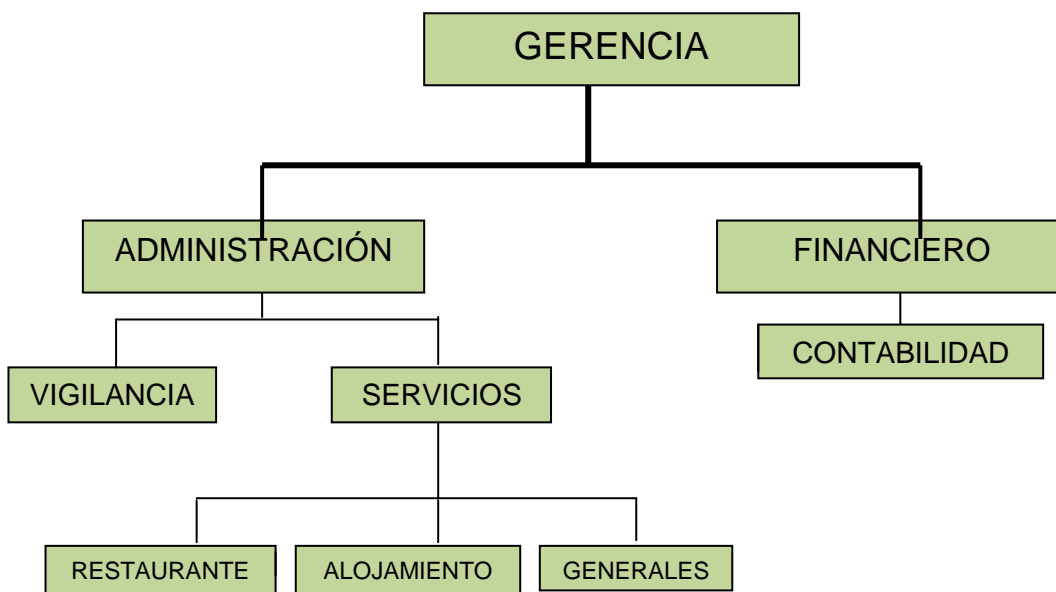 GERENCIA
ADMINISTRACIÓN
FINANCIERO
CONTABILIDAD
VIGILANCIA
SERVICIOS
RESTAURANTE
ALOJAMIENTO
GENERALES